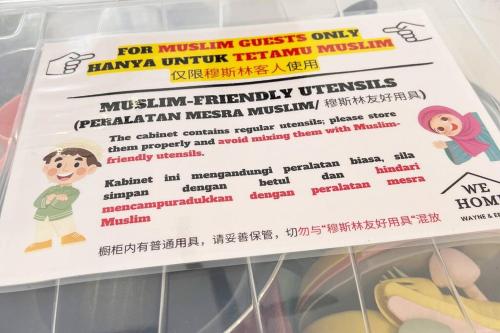 FOR MUSLIM GUESTS ONLY
HANYA UNTUK TETAMU MUSLIM
仅限穆斯林客人使用
MUSLIM-FRIENDLY UTENSILS
(PERALATAN MESRA MUSLIM/ 穆斯林友好用具)
The cabinet contains regular utensils; please store
them properly and avoid mixing them with Muslim-
friendly utensils.
Kabinet ini mengandungi peralatan biasa, sila
simpan dengan betul dan hindari
mencampuradukkan dengan peralatan mesra
Muslim
橱柜内有普通用具，请妥善保管，切勿与"穆斯林友好用具"混放
WE
HOME
WAYNE &